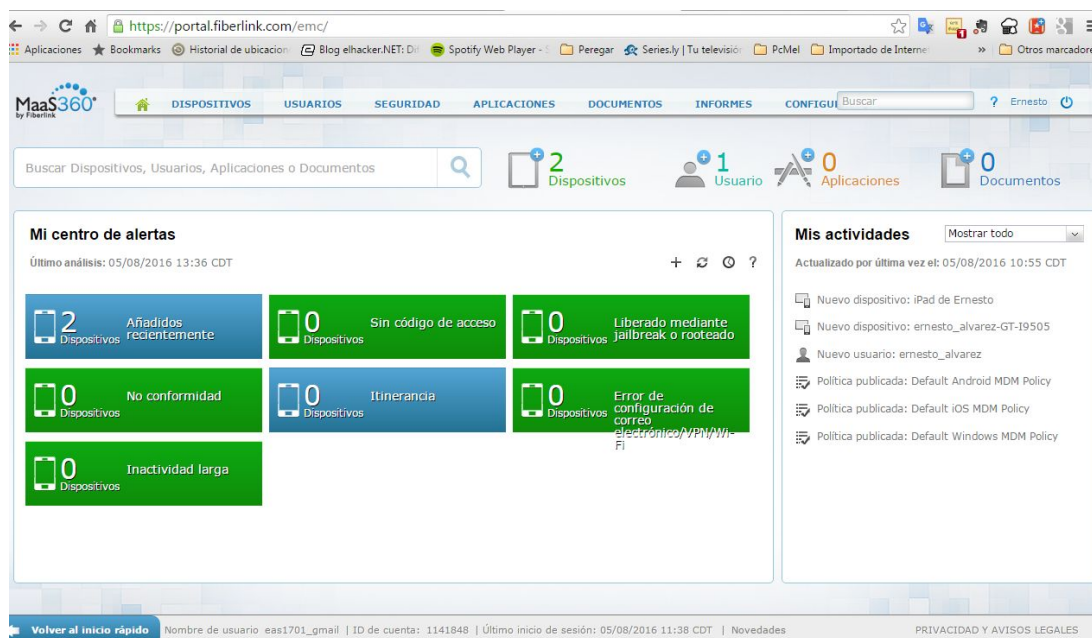 https://portal.fiberlink.com/emc/
Aplicaciones Bookmarks Historial de ubicacion Blog elhacker.NET: Di Spotify Web Player - S Peregar Series.ly | Tu televisió PcMel Importado de Interne » Otros marcadore
MaaS360
by Fiberlink
DISPOSITIVOS USUARIOS SEGURIDAD APLICACIONES DOCUMENTOS INFORMES CONFIGU Buscar ? Ernesto
Buscar Dispositivos, Usuarios, Aplicaciones o Documentos
2 Dispositivos
1 Usuario
0 Aplicaciones
0 Documentos
Mi centro de alertas
Último análisis: 05/08/2016 13:36 CDT
+ ?
2 Dispositivos Añadidos recientemente
0 Dispositivos Sin código de acceso
0 Dispositivos Liberado mediante jailbreak o rooteado
0 Dispositivos No conformidad
0 Dispositivos Itinerancia
0 Dispositivos Error de configuración de correo electrónico/VPN/Wi-Fi
0 Dispositivos Inactividad larga
Mis actividades Mostrar todo
Actualizado por última vez el: 05/08/2016 10:55 CDT
Nuevo dispositivo: iPad de Ernesto
Nuevo dispositivo: ernesto_alvarez-GT-I9505
Nuevo usuario: ernesto_alvarez
Política publicada: Default Android MDM Policy
Política publicada: Default iOS MDM Policy
Política publicada: Default Windows MDM Policy
Volver al inicio rápido Nombre de usuario eas1701_gmail | ID de cuenta: 1141848 | Último inicio de sesión: 05/08/2016 11:38 CDT | Novedades PRIVACIDAD Y AVISOS LEGALES